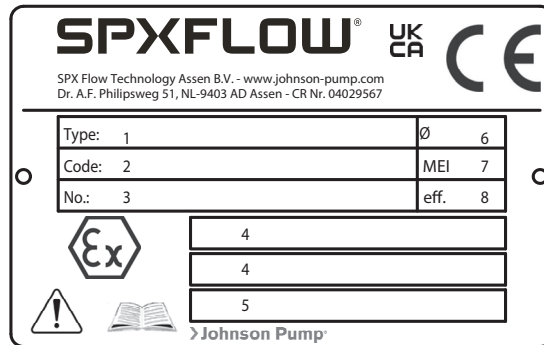 SPXFLOW® UK CA CE
SPX Flow Technology Assen B.V. - www.johnson-pump.com
Dr. A.F. Philipsweg 51, NL-9403 AD Assen - CR Nr. 04029567
Type: 1 Ø 6
Code: 2 MEI 7
No.: 3 eff. 8
Ex 4
4
5
Johnson Pump®